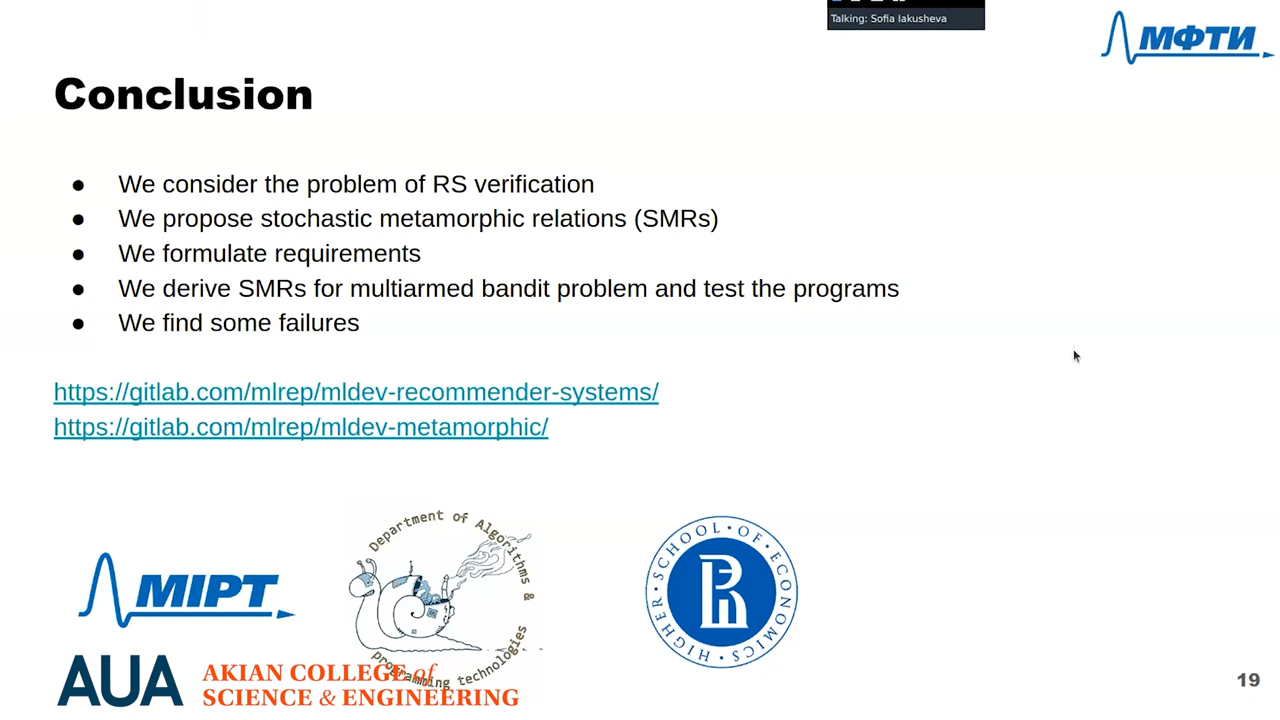 Talking: Sofia Iakusheva
МФТИ
Conclusion
● We consider the problem of RS verification
● We propose stochastic metamorphic relations (SMRs)
● We formulate requirements
● We derive SMRs for multiarmed bandit problem and test the programs
● We find some failures
https://gitlab.com/mlrep/mldev-recommender-systems/
https://gitlab.com/mlrep/mldev-metamorphic/
MIPT
Department of Algorithms &
programming technologies
HIGHER • SCHOOL • OF • ECONOMICS •
AUA AKIAN COLLEGE of
SCIENCE & ENGINEERING
19